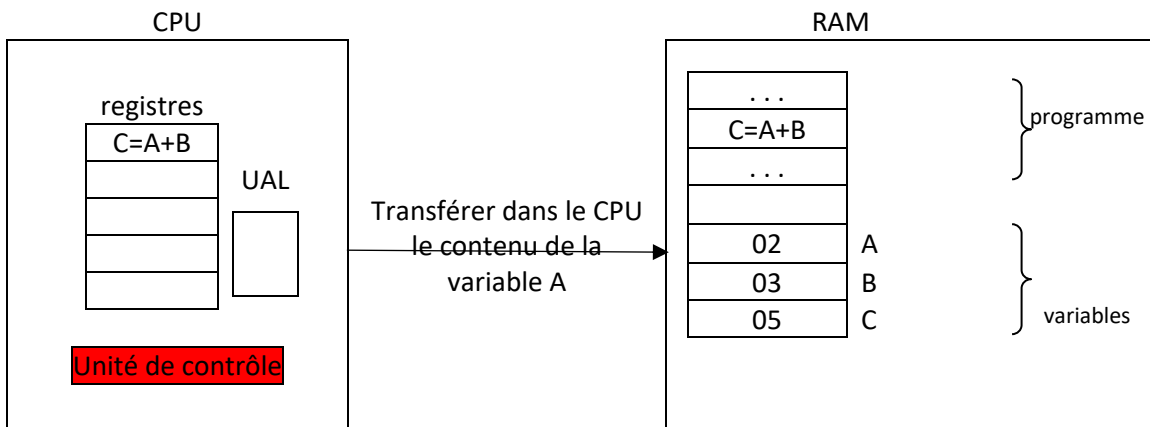 CPU
RAM
registres
C=A+B
UAL
Unité de contrôle
Transférer dans le CPU
le contenu de la
variable A
. . .
C=A+B
. . .
02 A
03 B
05 C
programme
variables